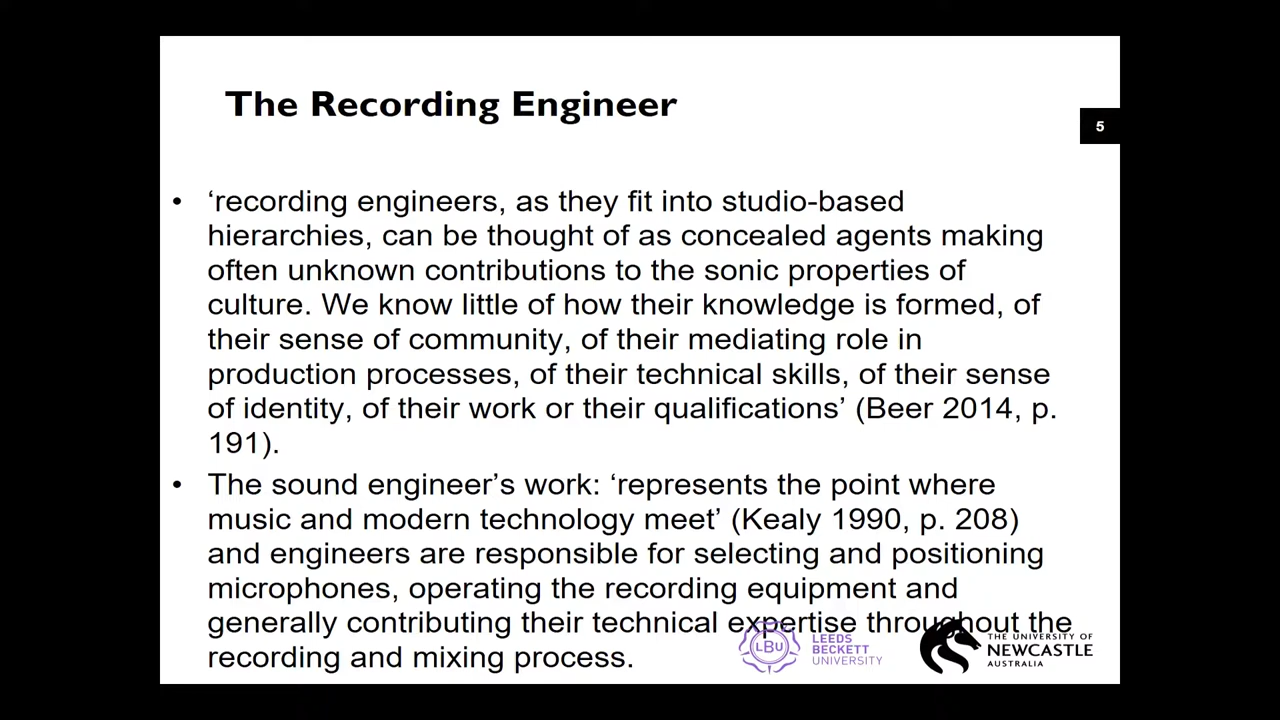 The Recording Engineer
5
• ‘recording engineers, as they fit into studio-based
hierarchies, can be thought of as concealed agents making
often unknown contributions to the sonic properties of
culture. We know little of how their knowledge is formed, of
their sense of community, of their mediating role in
production processes, of their technical skills, of their sense
of identity, of their work or their qualifications’ (Beer 2014, p.
191).
• The sound engineer’s work: ‘represents the point where
music and modern technology meet’ (Kealy 1990, p. 208)
and engineers are responsible for selecting and positioning
microphones, operating the recording equipment and
generally contributing their technical expertise throughout the
recording and mixing process.
LBU
LEEDS
BECKETT
UNIVERSITY
THE UNIVERSITY OF
NEWCASTLE
AUSTRALIA